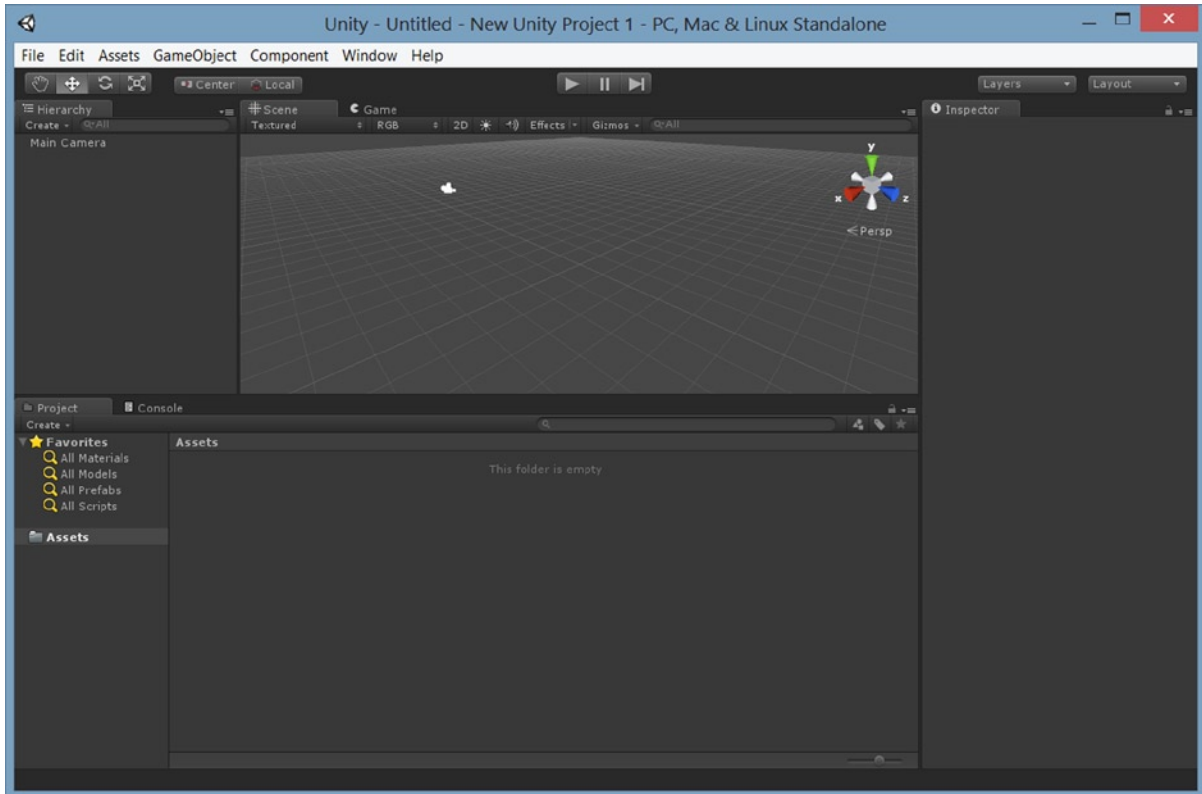 Unity - Untitled - New Unity Project 1 - PC, Mac & Linux Standalone
File Edit Assets GameObject Component Window Help
Center Local Layers Layout
Hierarchy Scene Game Inspector
Create All Textured RGB 2D Effects Gizmos All
Main Camera
y
x z
Persp
Project Console
Create
Favorites Assets
All Materials
All Models This folder is empty
All Prefabs
All Scripts
Assets